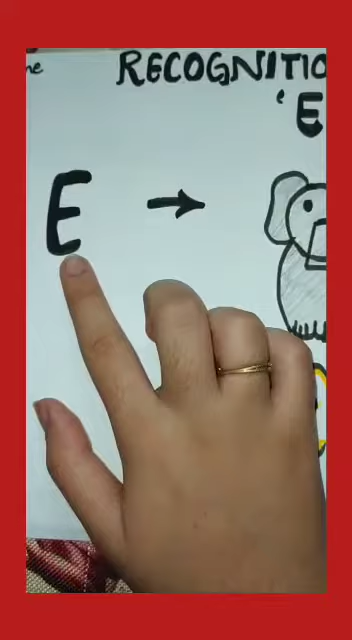 RECOGNITIO
'E
E →